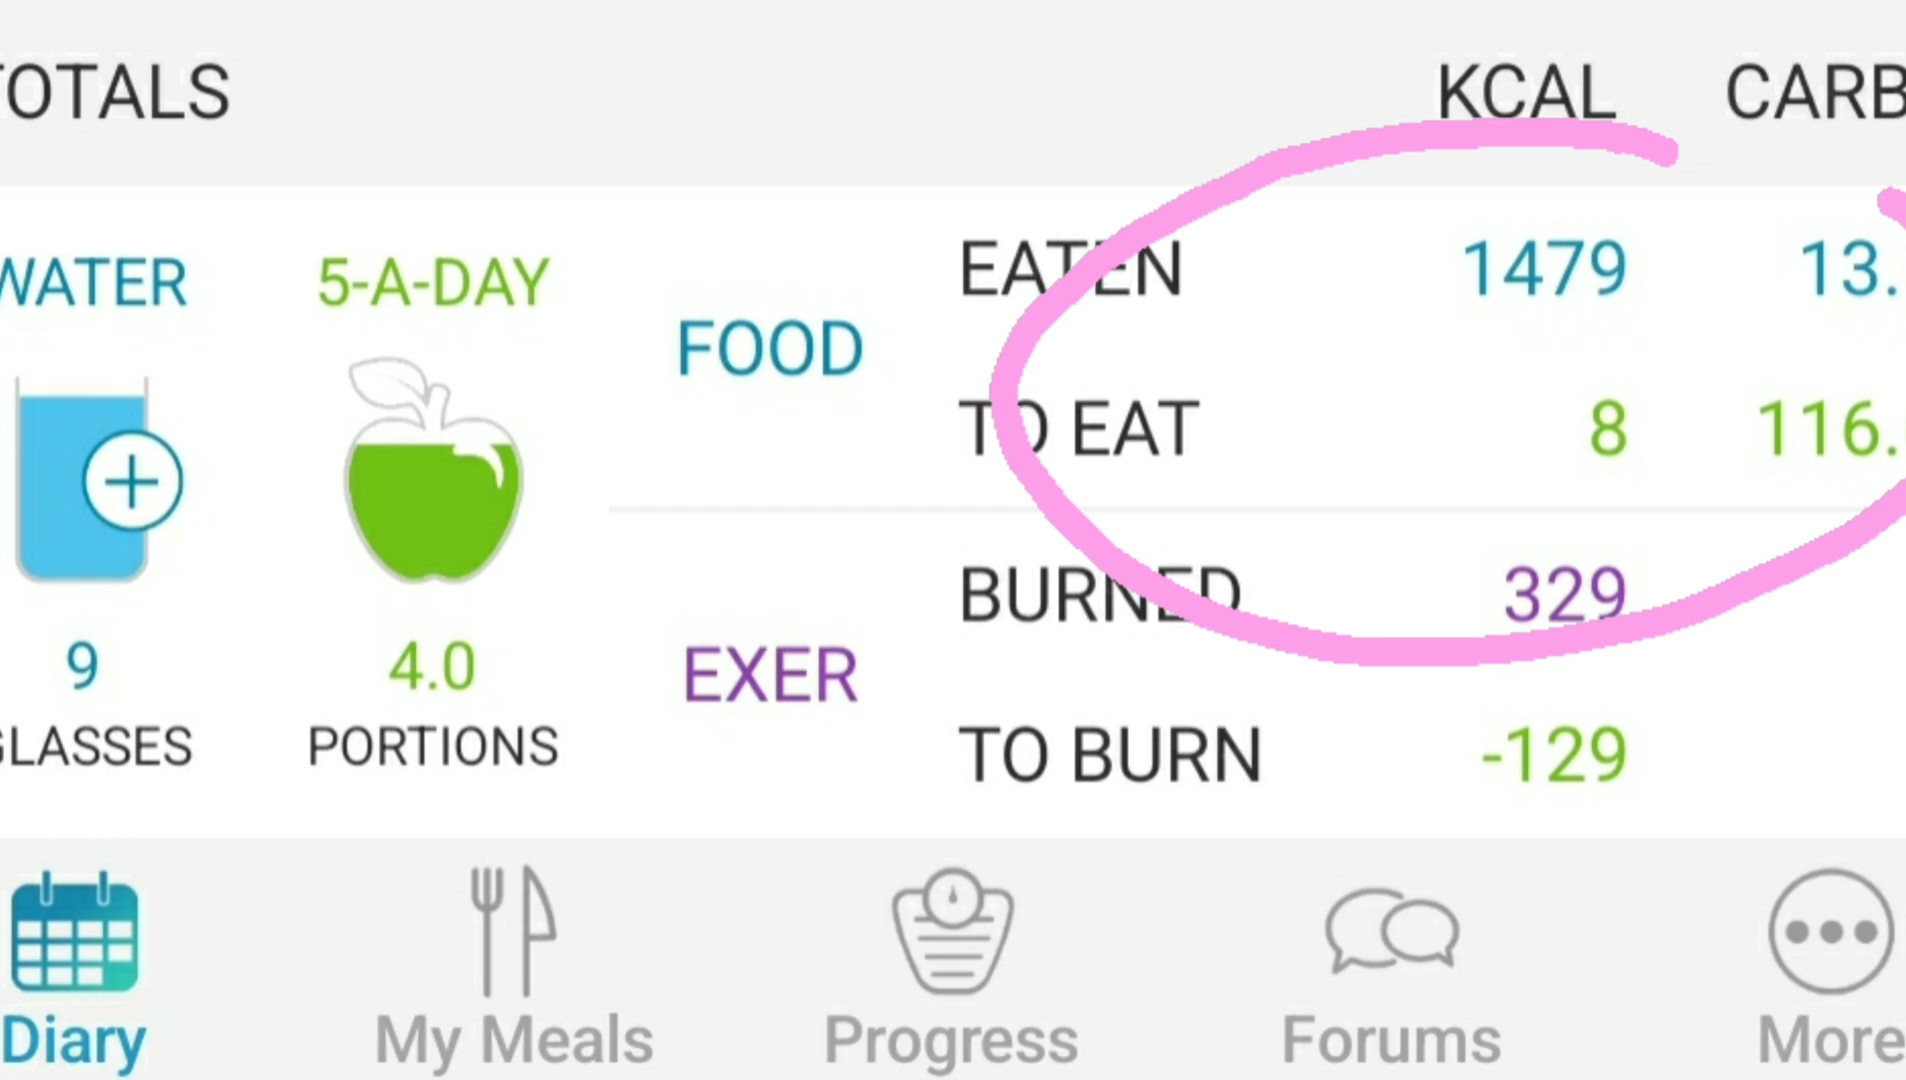 TOTALS KCAL CARB
WATER 5-A-DAY FOOD EATEN 1479 13.
TO EAT 8 116.
9 GLASSES 4.0 PORTIONS EXER BURNED 329
TO BURN -129
Diary My Meals Progress Forums More